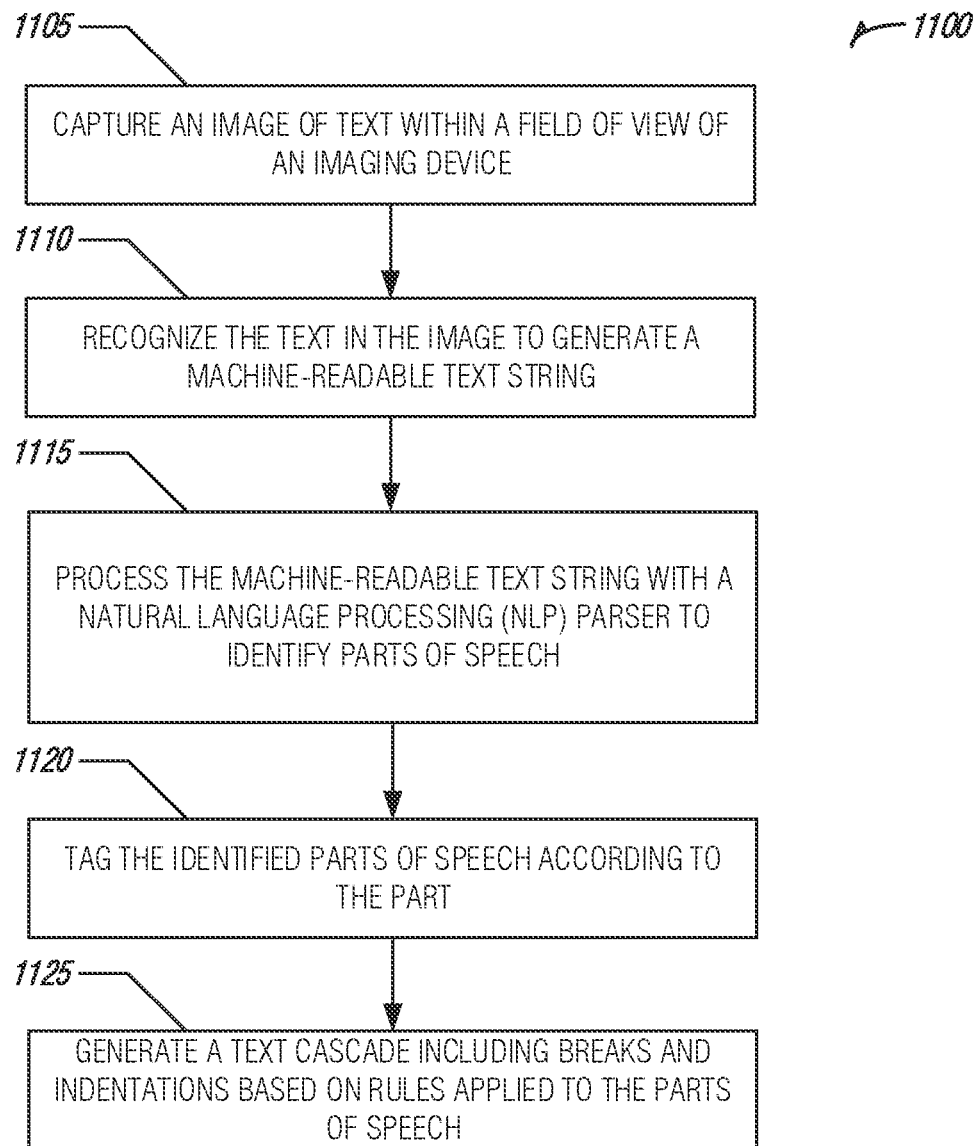 1105
1100
CAPTURE AN IMAGE OF TEXT WITHIN A FIELD OF VIEW OF
AN IMAGING DEVICE
1110
RECOGNIZE THE TEXT IN THE IMAGE TO GENERATE A
MACHINE-READABLE TEXT STRING
1115
PROCESS THE MACHINE-READABLE TEXT STRING WITH A
NATURAL LANGUAGE PROCESSING (NLP) PARSER TO
IDENTIFY PARTS OF SPEECH
1120
TAG THE IDENTIFIED PARTS OF SPEECH ACCORDING TO
THE PART
1125
GENERATE A TEXT CASCADE INCLUDING BREAKS AND
INDENTATIONS BASED ON RULES APPLIED TO THE PARTS
OF SPEECH